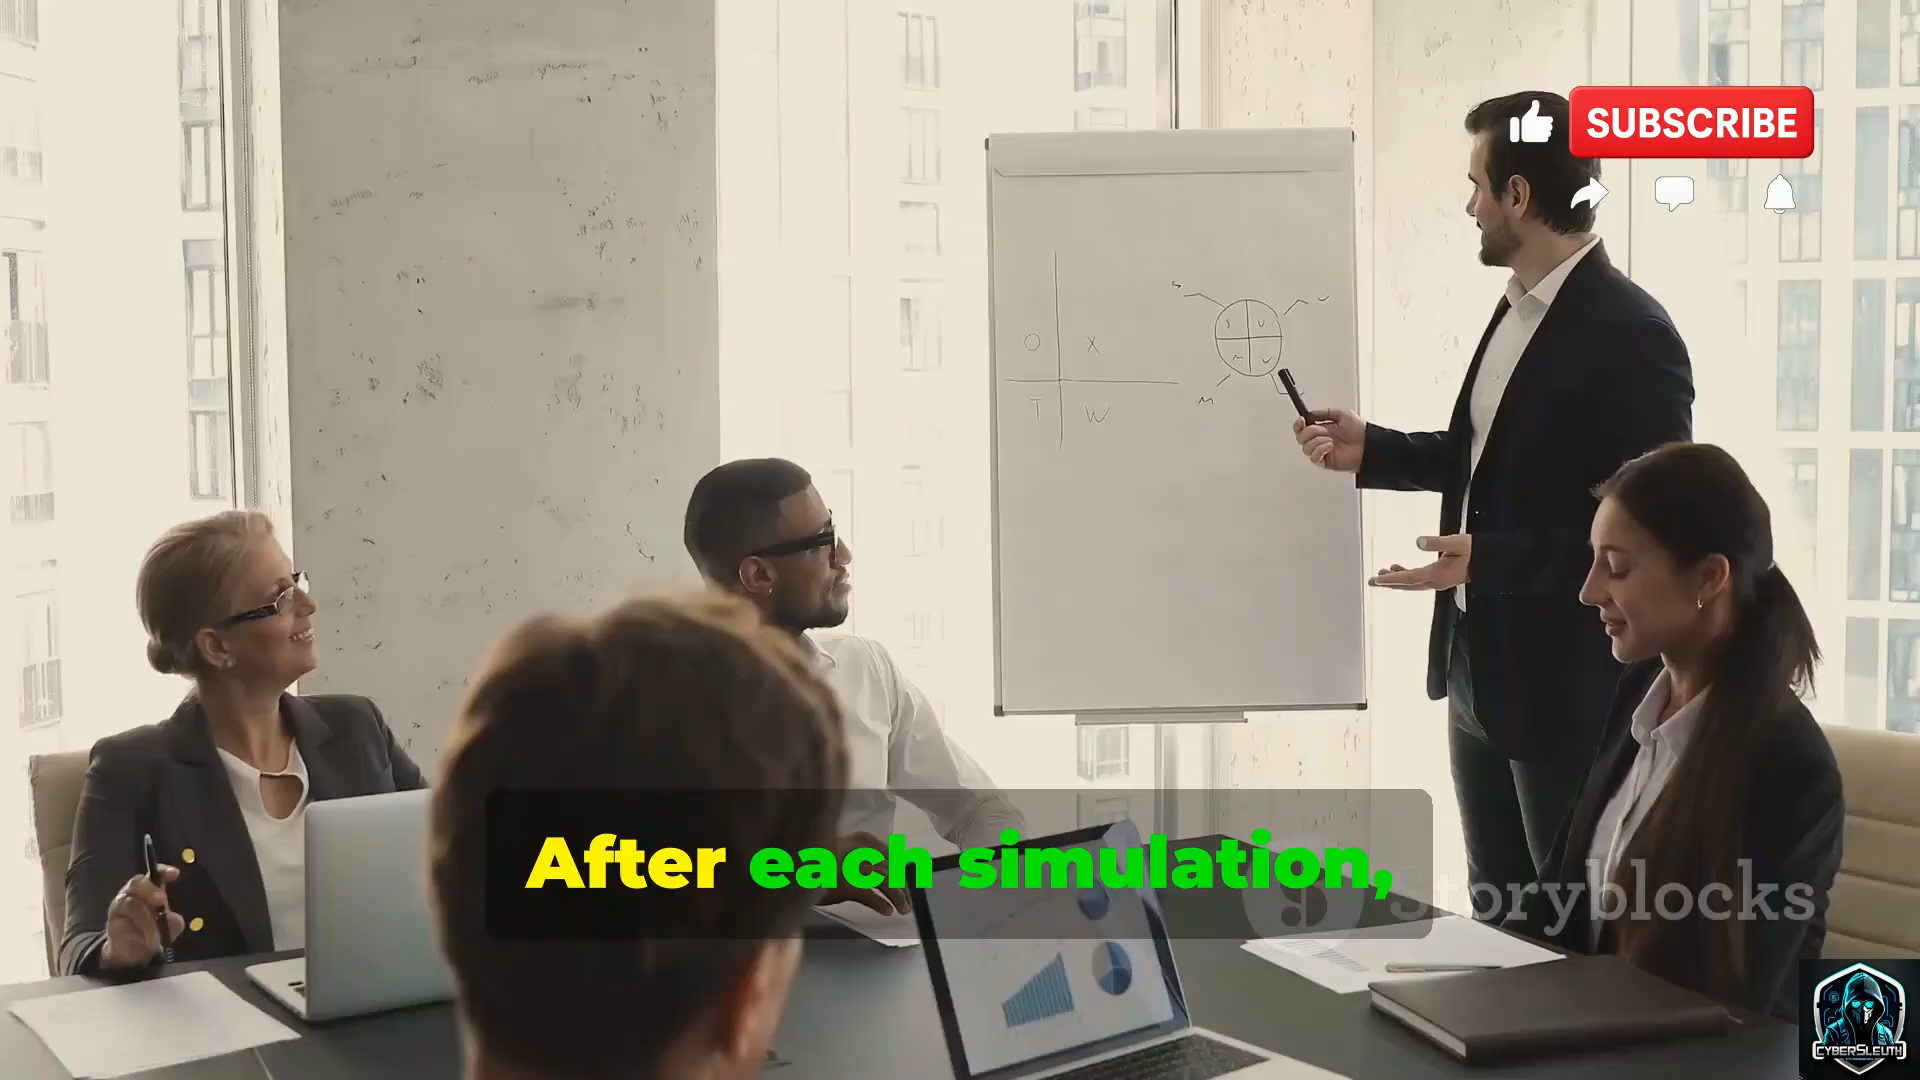 SUBSCRIBE
O X
T W
After each simulation,
Storyblocks
CYBERSLEUTH